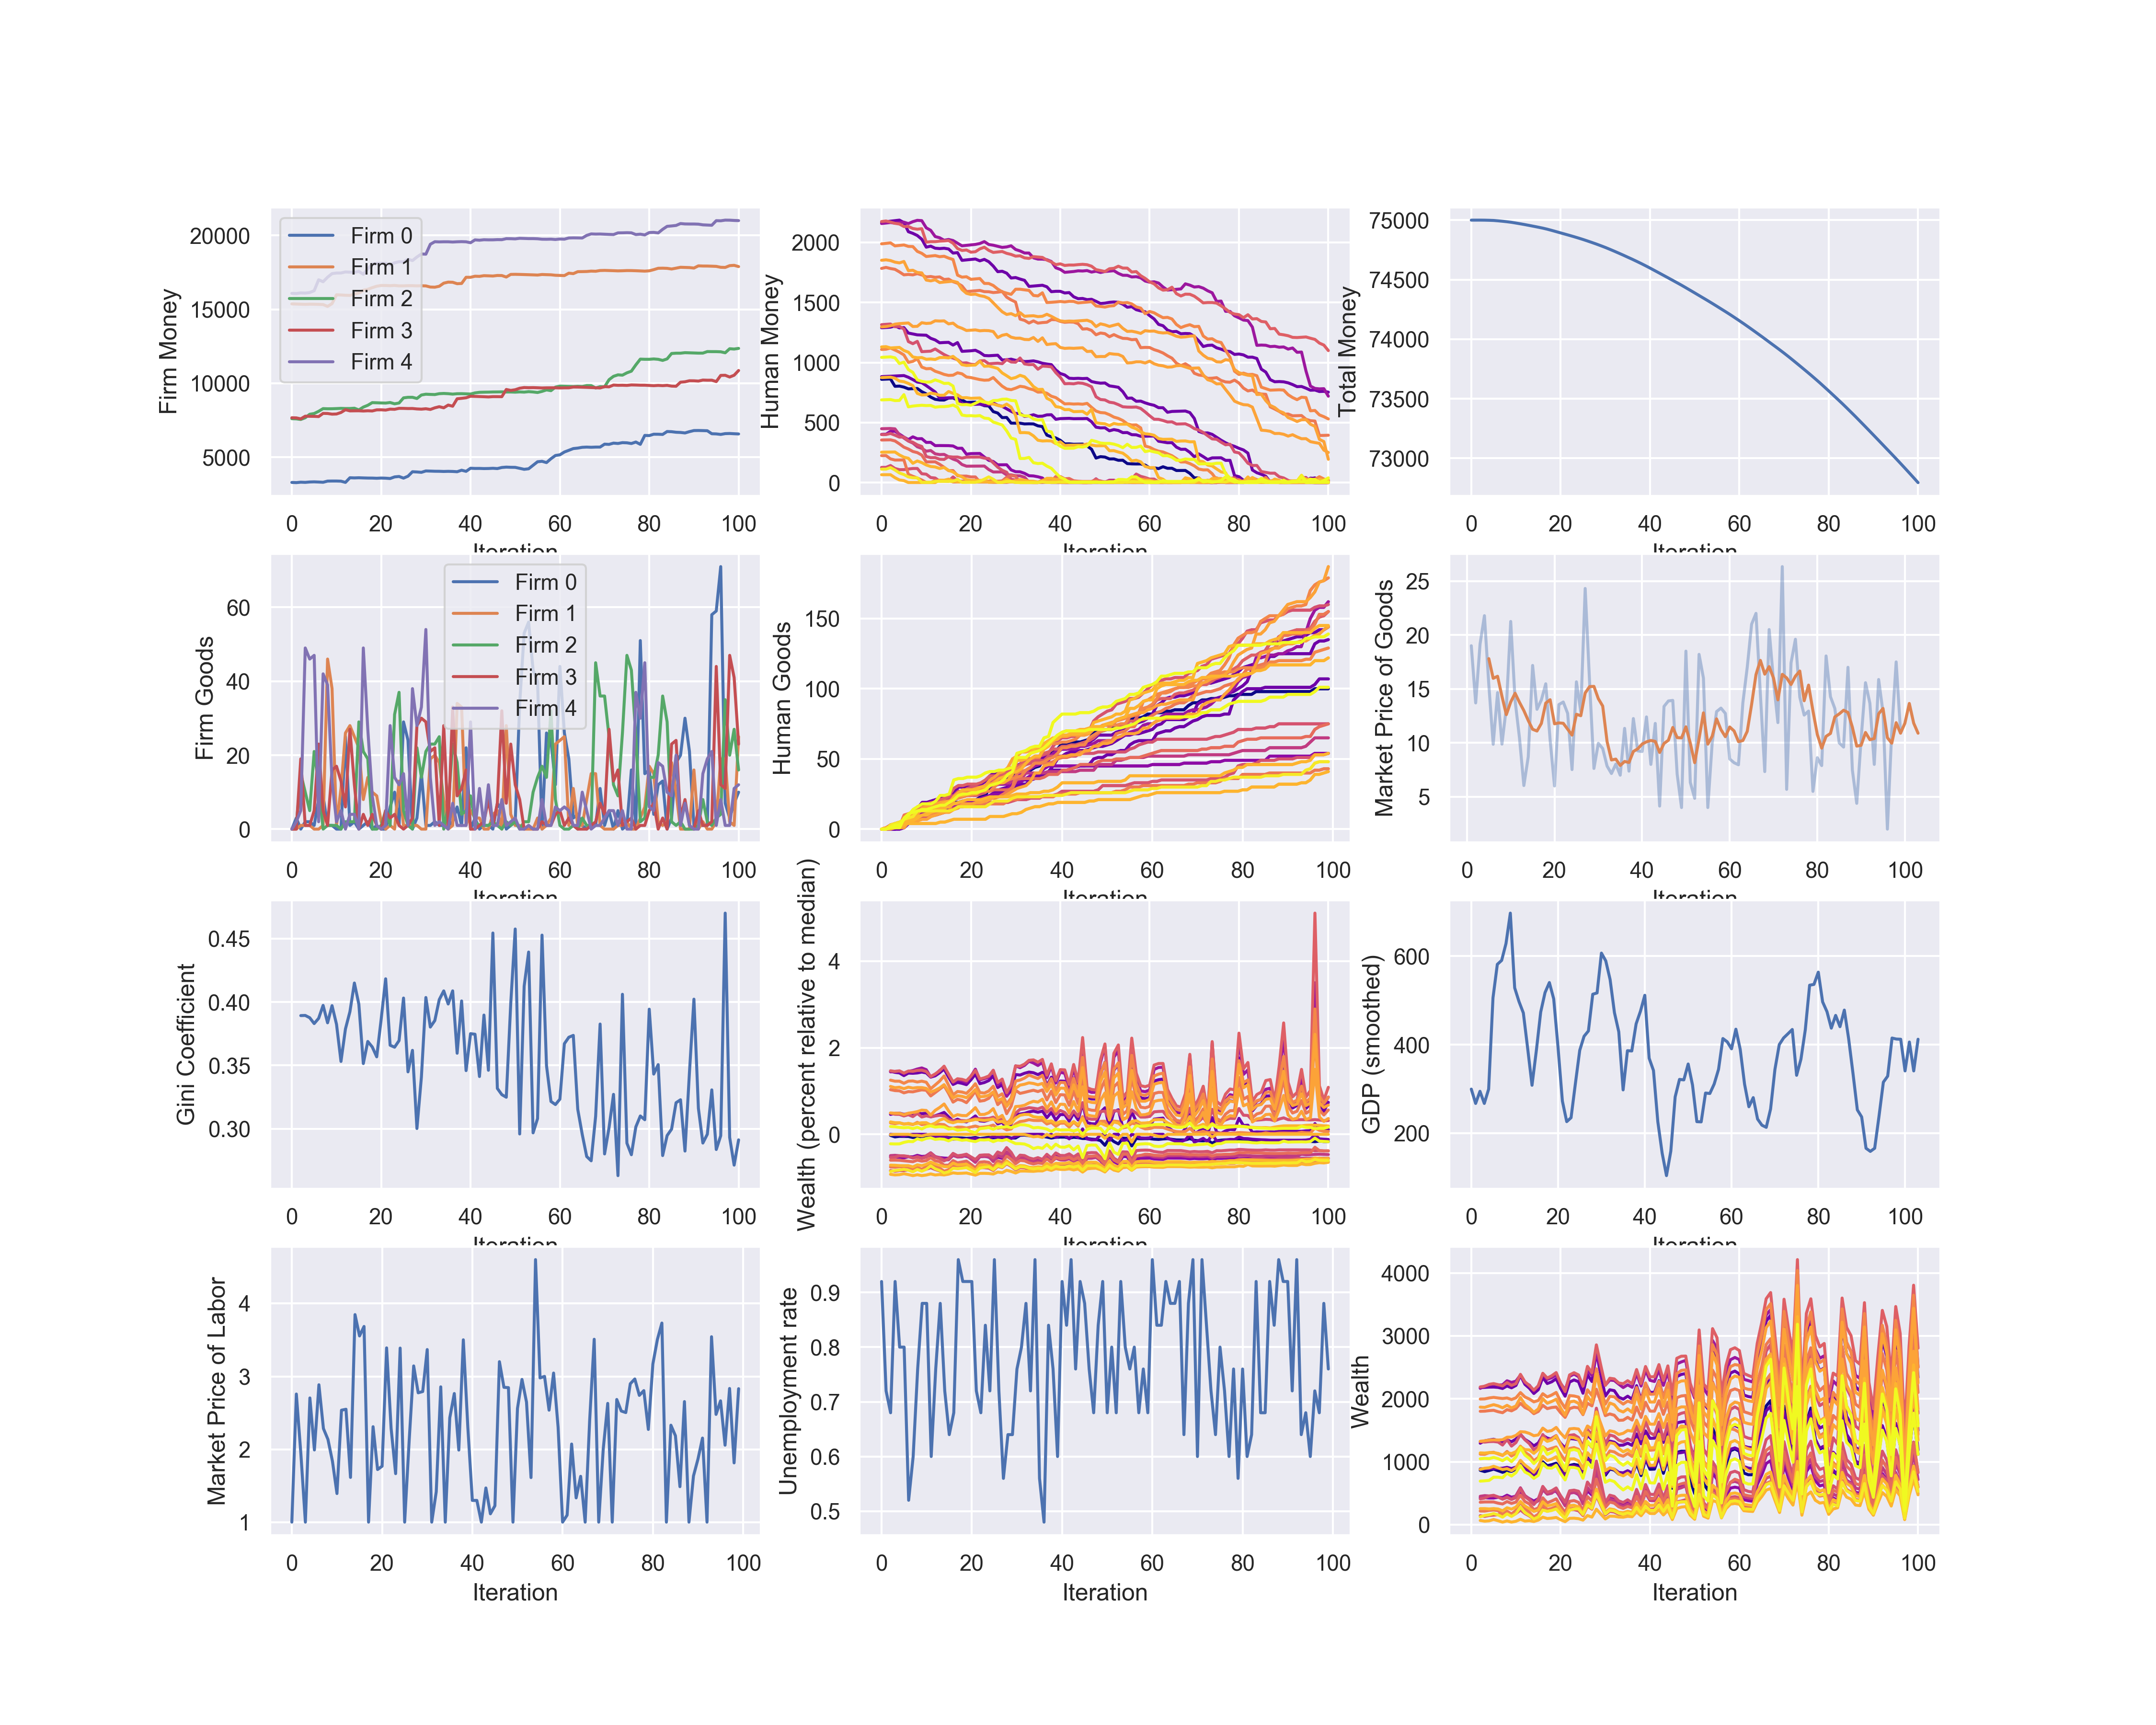 Firm Money
20000
15000
10000
5000
Firm 0
Firm 1
Firm 2
Firm 3
Firm 4
0 20 40 60 80 100
Iteration
Human Money
2000
1500
1000
500
0
0 20 40 60 80 100
Iteration
Total Money
75000
74500
74000
73500
73000
0 20 40 60 80 100
Iteration
Firm Goods
60
40
20
0
Firm 0
Firm 1
Firm 2
Firm 3
Firm 4
0 20 40 60 80 100
Iteration
Human Goods
150
100
50
0
0 20 40 60 80 100
Iteration
Market Price of Goods
25
20
15
10
5
0 20 40 60 80 100
Iteration
Gini Coefficient
0.45
0.40
0.35
0.30
0 20 40 60 80 100
Iteration
Wealth (percent relative to median)
4
2
0
0 20 40 60 80 100
Iteration
GDP (smoothed)
600
400
200
0 20 40 60 80 100
Iteration
Market Price of Labor
4
3
2
1
0 20 40 60 80 100
Iteration
Unemployment rate
0.9
0.8
0.7
0.6
0.5
0 20 40 60 80 100
Iteration
Wealth
4000
3000
2000
1000
0
0 20 40 60 80 100
Iteration